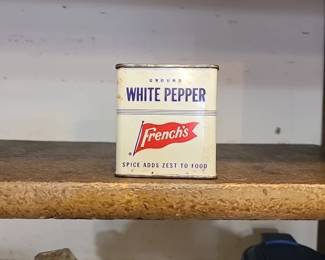 GROUND
WHITE PEPPER
French's
SPICE ADDS ZEST TO FOOD